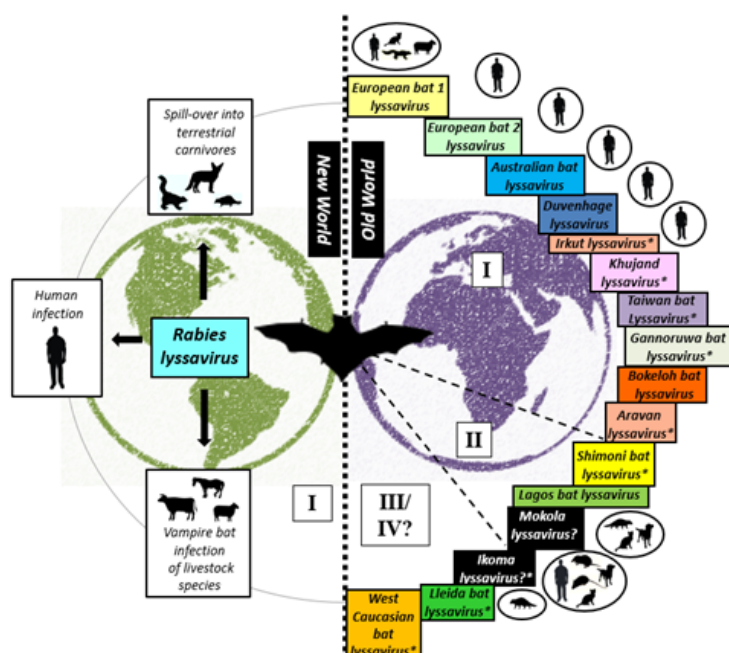 Spill-over into
terrestrial
carnivores
Human
infection
Rabies
lyssavirus
Vampire bat
infection
of livestock
species
New World
Old World
I
I
II
III/
IV?
European bat 1
lyssavirus
European bat 2
lyssavirus
Australian bat
lyssavirus
Duvenhage
lyssavirus
Irkut lyssavirus*
Khujand
lyssavirus*
Taiwan bat
Lyssavirus*
Gannoruwa bat
lyssavirus*
Bokeloh bat
lyssavirus
Aravan
lyssavirus*
Shimoni bat
lyssavirus*
Lagos bat lyssavirus
Mokola
lyssavirus?
Ikoma
lyssavirus?*
Lleida bat
lyssavirus*
West
Caucasian
bat
lyssavirus*